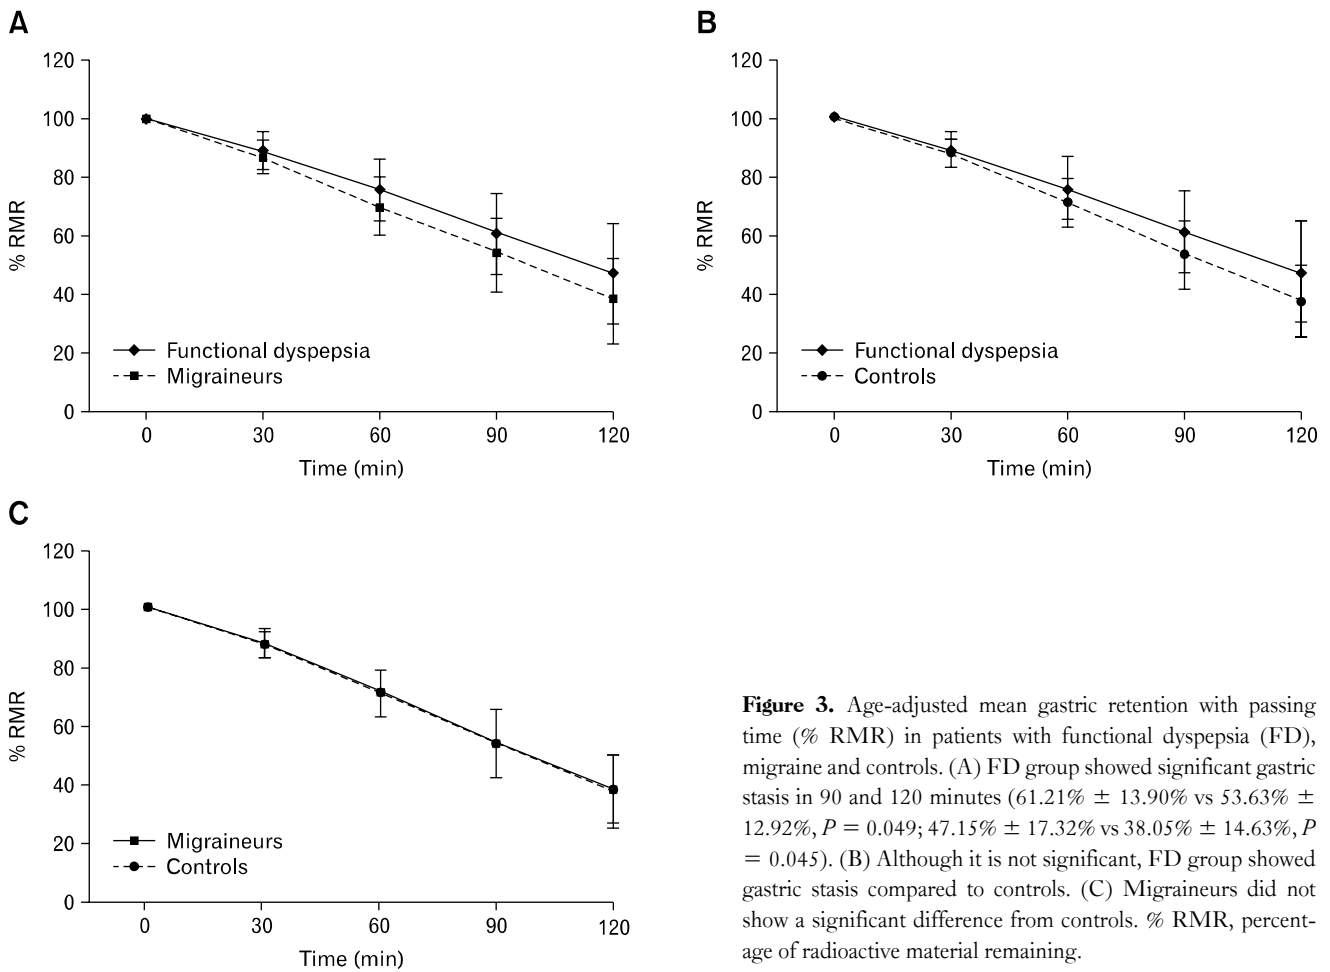 A
120
100
80
60
40
20
0
% RMR
Functional dyspepsia
Migraineurs
0 30 60 90 120
Time (min)
B
120
100
80
60
40
20
0
% RMR
Functional dyspepsia
Controls
0 30 60 90 120
Time (min)
C
120
100
80
60
40
20
0
% RMR
Migraineurs
Controls
0 30 60 90 120
Time (min)
Figure 3. Age-adjusted mean gastric retention with passing
time (% RMR) in patients with functional dyspepsia (FD),
migraine and controls. (A) FD group showed significant gastric
stasis in 90 and 120 minutes (61.21% ± 13.90% vs 53.63% ±
12.92%, P = 0.049; 47.15% ± 17.32% vs 38.05% ± 14.63%, P
= 0.045). (B) Although it is not significant, FD group showed
gastric stasis compared to controls. (C) Migraineurs did not
show a significant difference from controls. % RMR, percent-
age of radioactive material remaining.